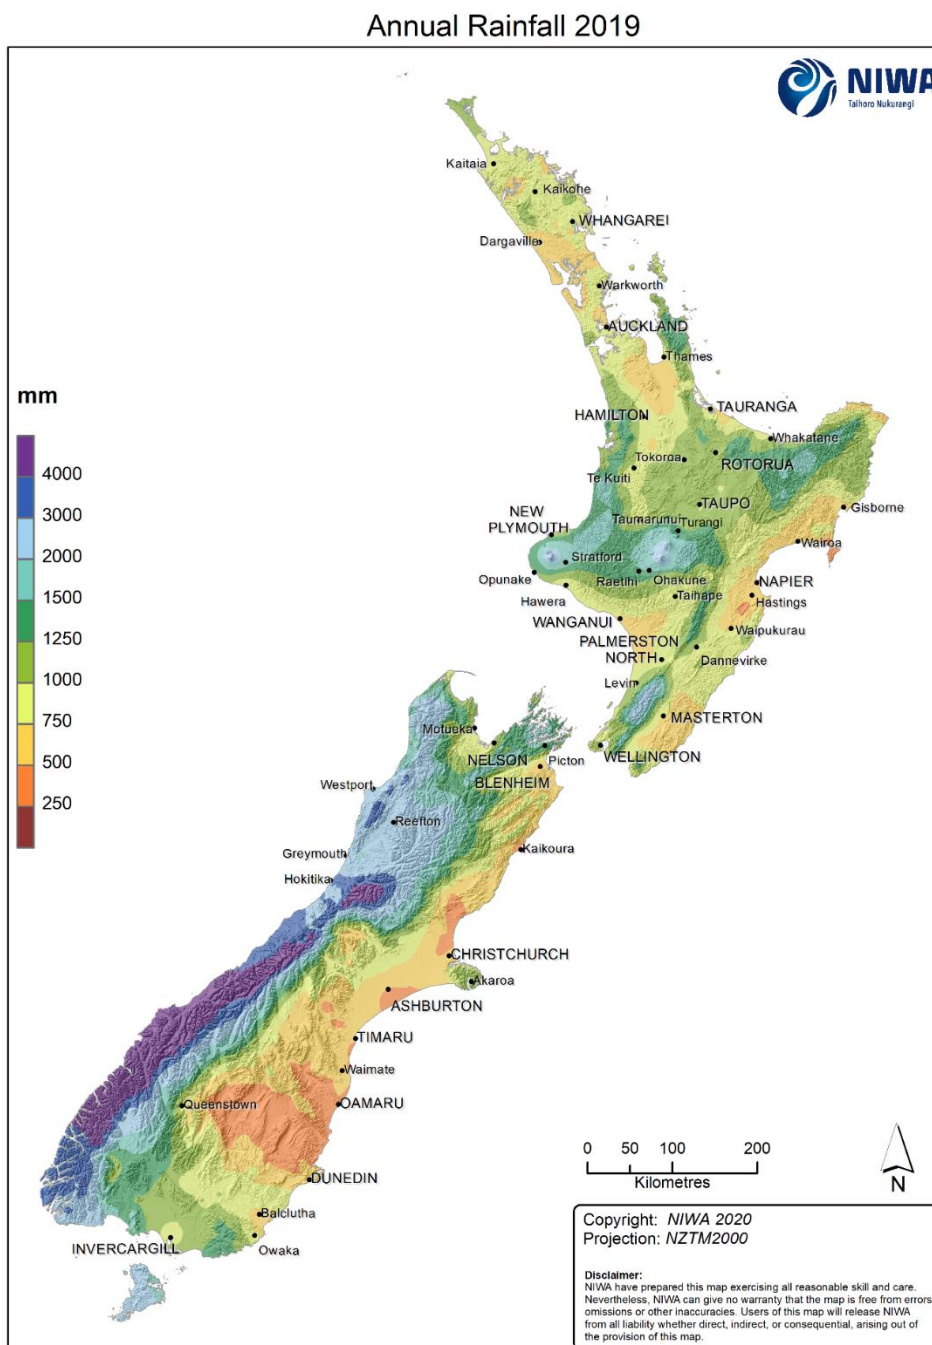 Annual Rainfall 2019
NIWA
Taihoro Nukurangi
Kaitaia
Kaikohe
WHANGAREI
Dargaville
Warkworth
AUCKLAND
Thames
mm
4000
3000
2000
1500
1250
1000
750
500
250
HAMILTON
TAURANGA
Whakatane
Tokoroa
ROTORUA
Te Kuiti
TAUPO
Gisborne
NEW
PLYMOUTH
Taumarunui
Turangi
Wairoa
Stratford
Opunake
Raetihi
Ohakune
NAPIER
Hawera
Taihape
Hastings
WANGANUI
Waipukurau
PALMERSTON
NORTH
Dannevirke
Levin
MASTERTON
Motueka
NELSON
Picton
WELLINGTON
BLENHEIM
Westport
Reefton
Kaikoura
Greymouth
Hokitika
CHRISTCHURCH
Akaroa
ASHBURTON
TIMARU
Waimate
Queenstown
OAMARU
DUNEDIN
Balclutha
INVERCARGILL
Owaka
0 50 100 200
Kilometres
N
Copyright: NIWA 2020
Projection: NZTM2000
Disclaimer:
NIWA have prepared this map exercising all reasonable skill and care.
Nevertheless, NIWA can give no warranty that the map is free from errors
omissions or other inaccuracies. Users of this map will release NIWA
from all liability whether direct, indirect, or consequential, arising out of
the provision of this map.